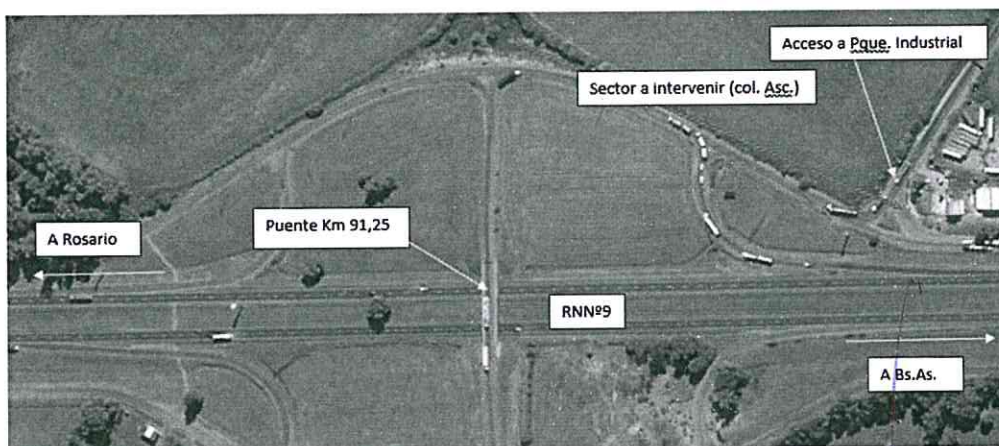 Acceso a Pque. Industrial
Sector a intervenir (col. Asc.)
Puente Km 91,25
A Rosario
RNNº9
A Bs.As.